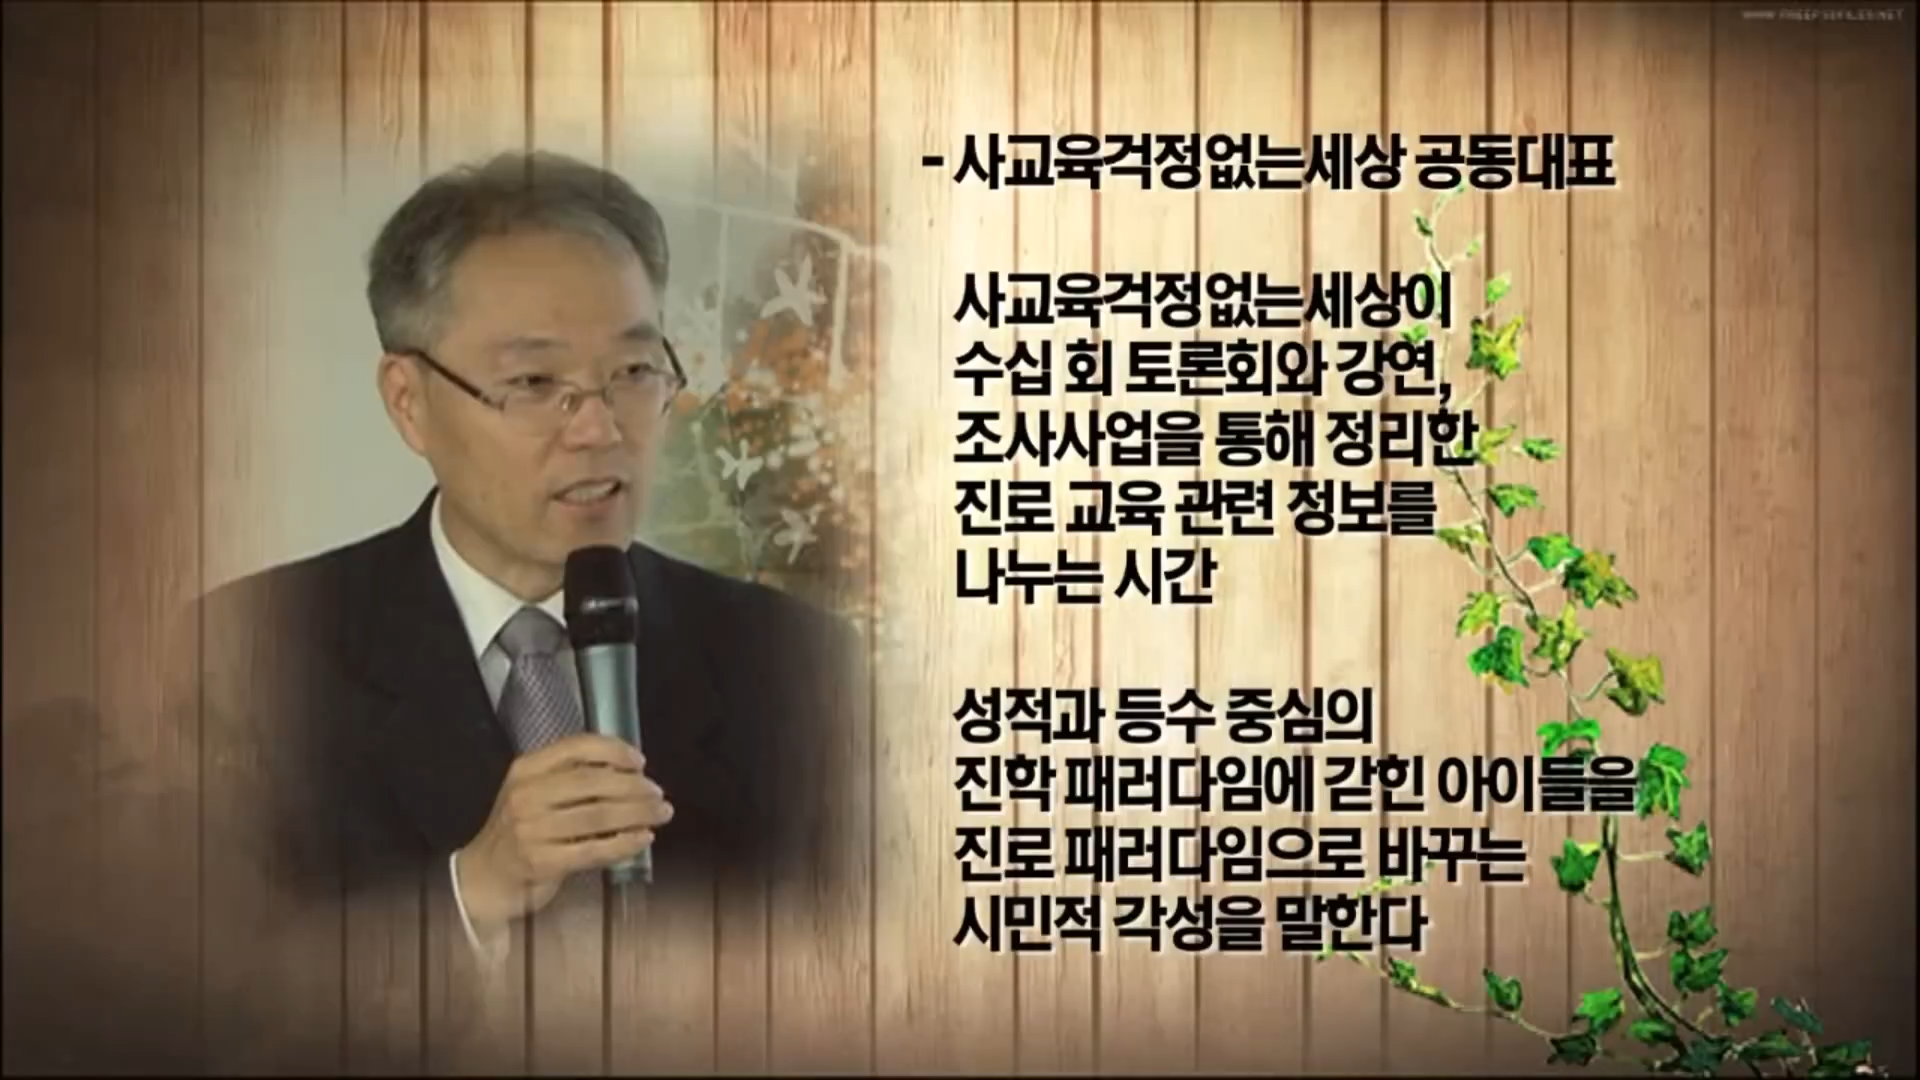 - 사교육걱정없는세상 공동대표
사교육걱정없는세상이
수십 회 토론회와 강연,
조사사업을 통해 정리한
진로 교육 관련 정보를
나누는 시간
성적과 등수 중심의
진학 패러다임에 갇힌 아이들을
진로 패러다임으로 바꾸는
시민적 각성을 말한다